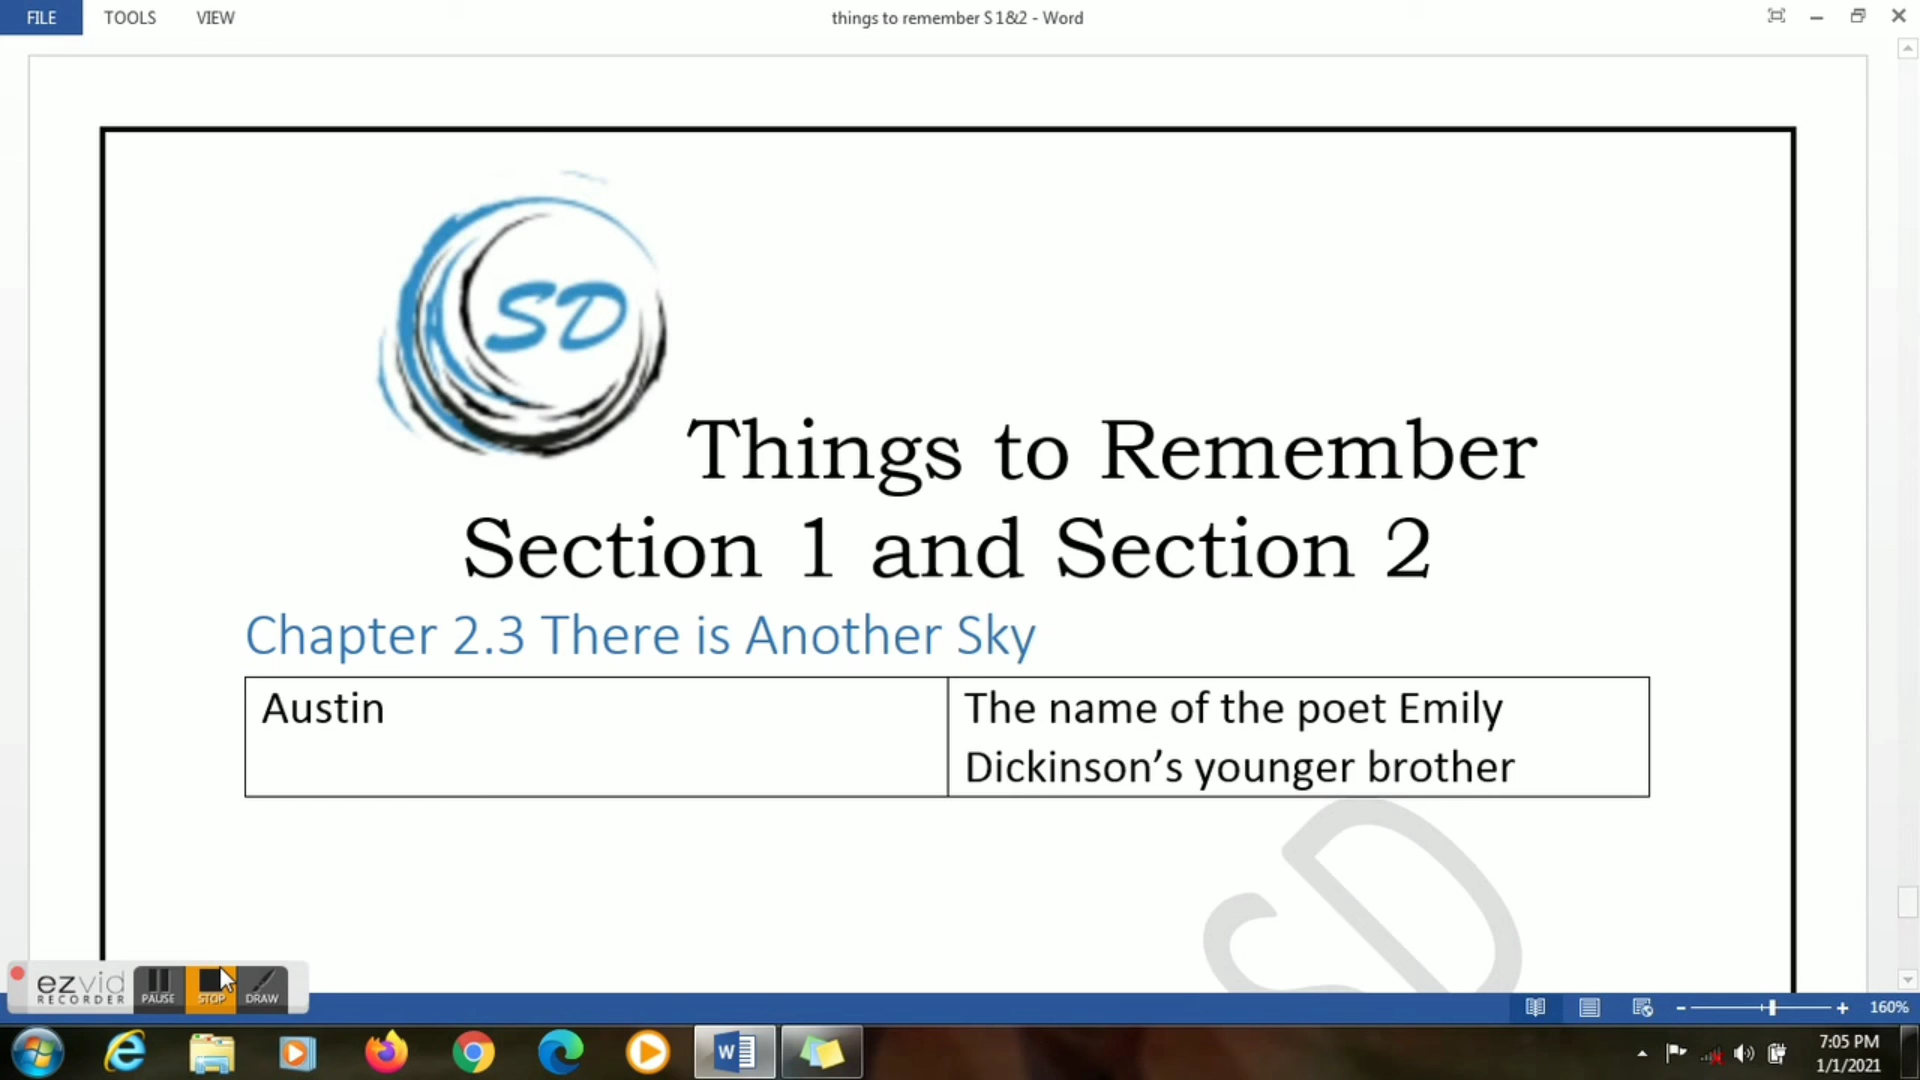 FILE TOOLS VIEW things to remember S 1&2 - Word
SD
Things to Remember
Section 1 and Section 2
Chapter 2.3 There is Another Sky
Austin
The name of the poet Emily
Dickinson’s younger brother
SD
ezvid
RECORDER
PAUSE STOP DRAW
160%
7:05 PM
1/1/2021